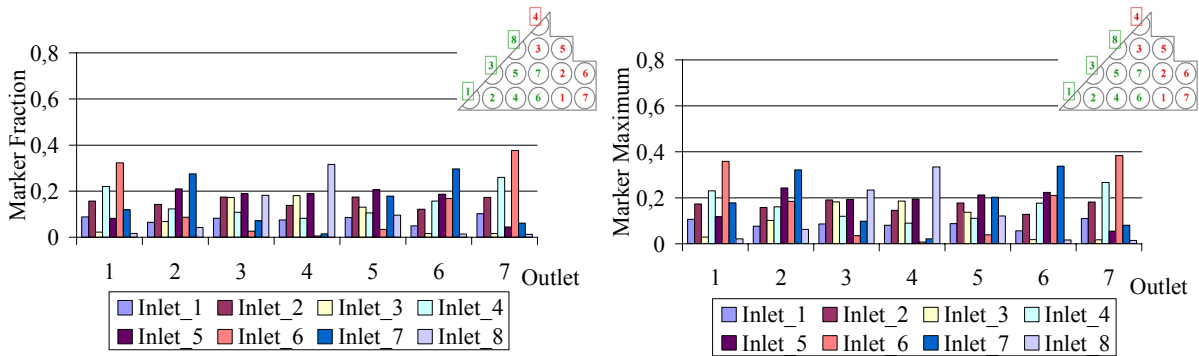 Marker Fraction
0,8
0,6
0,4
0,2
0
1 2 3 4 5 6 7 Outlet
Inlet_1 Inlet_2 Inlet_3 Inlet_4
Inlet_5 Inlet_6 Inlet_7 Inlet_8
4
8 3 5
3 5 7 2 6
1 2 4 6 1 7
Marker Maximum
0,8
0,6
0,4
0,2
0
1 2 3 4 5 6 7 Outlet
Inlet_1 Inlet_2 Inlet_3 Inlet_4
Inlet_5 Inlet_6 Inlet_7 Inlet_8
4
8 3 5
3 5 7 2 6
1 2 4 6 1 7